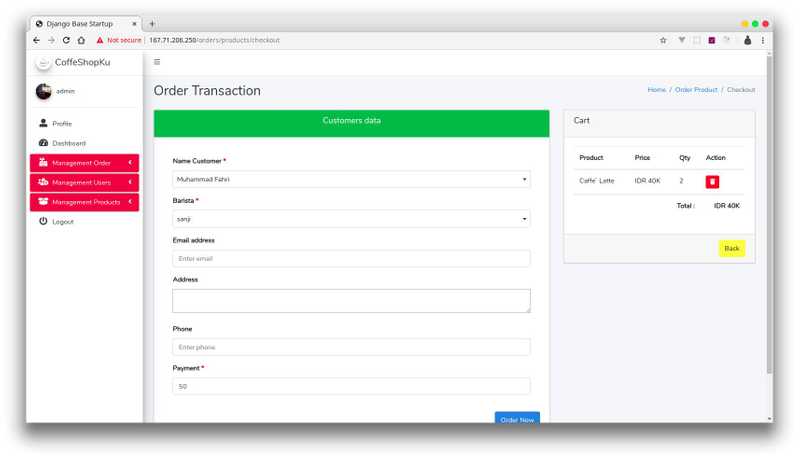 Django Base Startup
Not secure | 167.71.206.250/orders/products/checkout
CoffeShopKu
admin
Order Transaction
Home / Order Product / Checkout
Profile
Dashboard
Management Order
Management Users
Management Products
Logout
Customers data
Name Customer *
Muhammad Fahri
Barista *
sanji
Email address
Enter email
Address
Phone
Enter phone
Payment *
50
Order Now
Cart
Product Price Qty Action
Caffe` Latte IDR 40K 2
Total : IDR 40K
Back